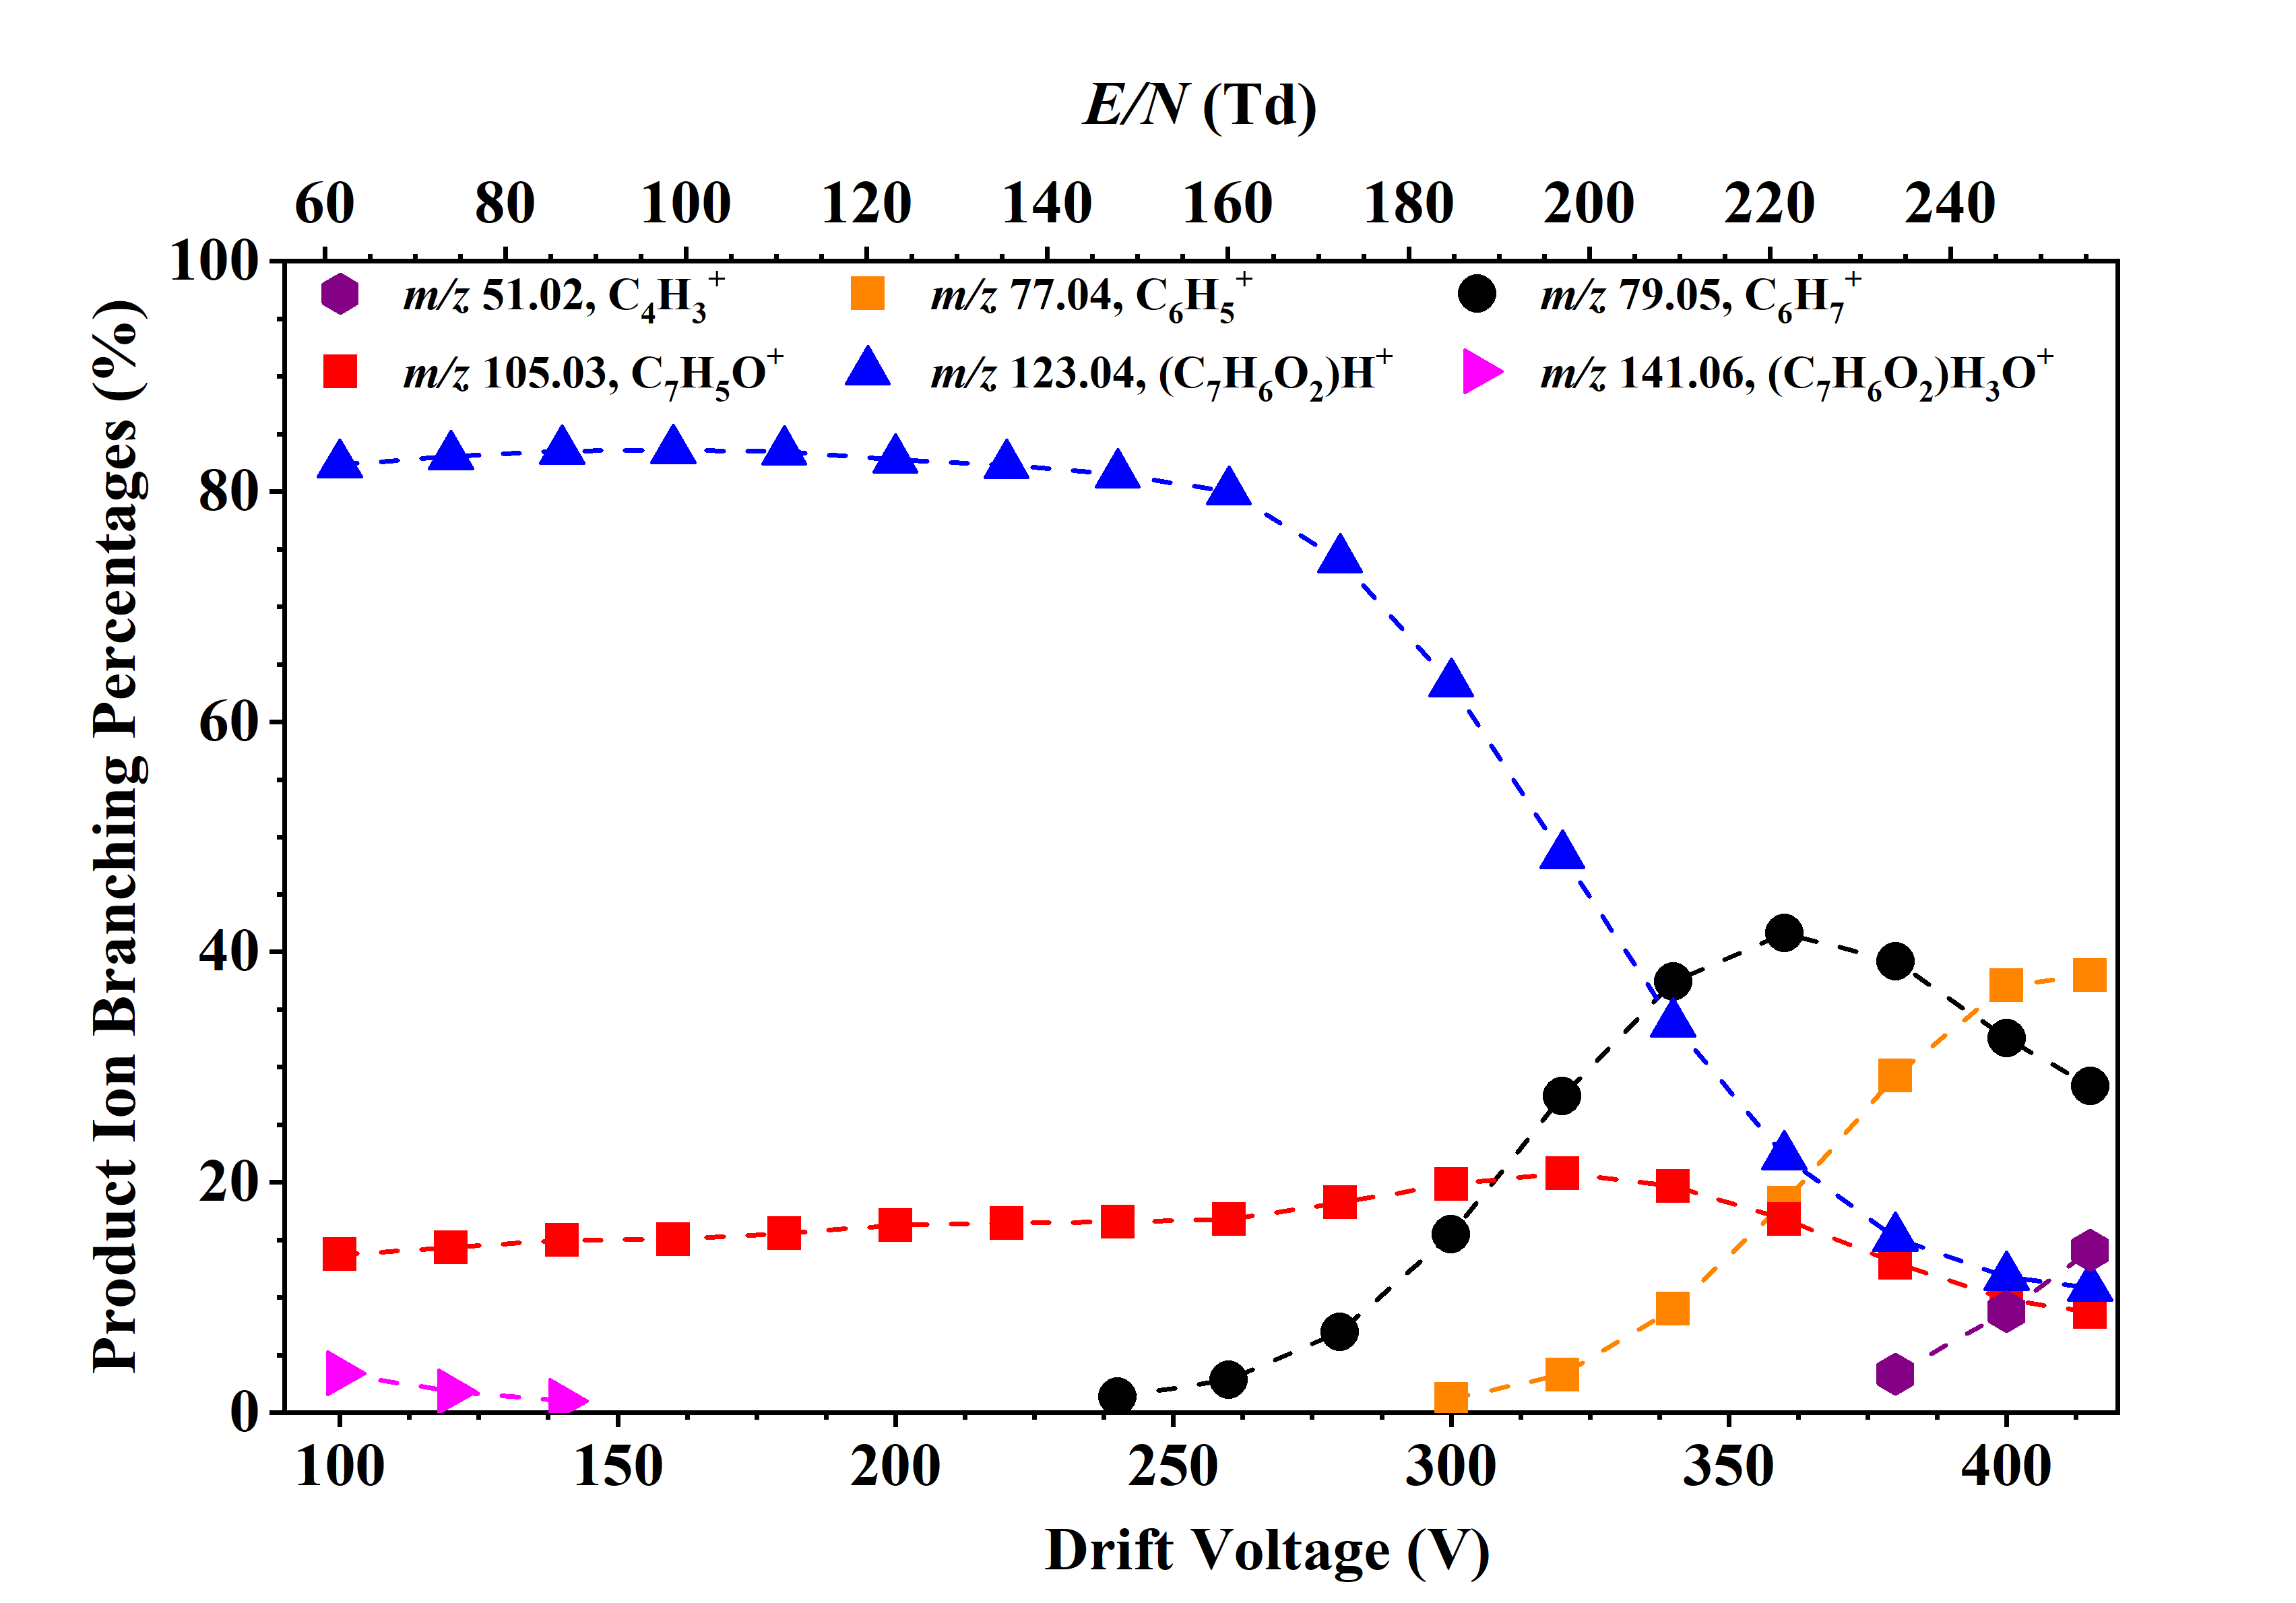 E/N (Td)
60 80 100 120 140 160 180 200 220 240
Product Ion Branching Percentages (%)
100
80
60
40
20
0
m/z 51.02, C₄H₃⁺ m/z 77.04, C₆H₅⁺ m/z 79.05, C₆H₇⁺
m/z 105.03, C₇H₅O⁺ m/z 123.04, (C₇H₆O₂)H⁺ m/z 141.06, (C₇H₆O₂)H₃O⁺
100 150 200 250 300 350 400
Drift Voltage (V)